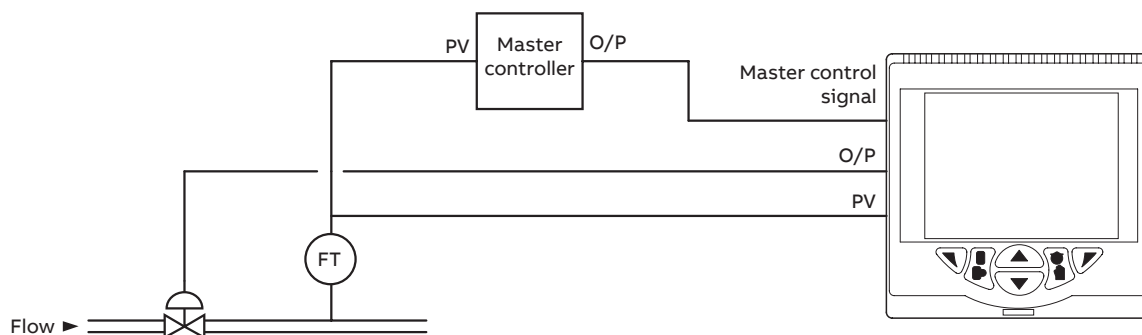 PV
Master
controller
O/P
Master control
signal
O/P
PV
FT
Flow ►